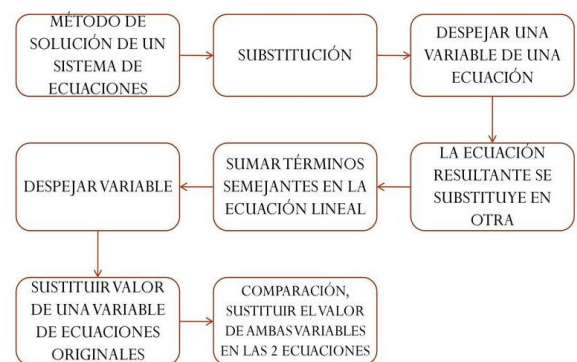 MÉTODO DE
SOLUCIÓN DE UN
SISTEMA DE
ECUACIONES
SUBSTITUCIÓN
DESPEJAR UNA
VARIABLE DE UNA
ECUACIÓN
LA ECUACIÓN
RESULTANTE SE
SUBSTITUYE EN
OTRA
SUMAR TÉRMINOS
SEMEJANTES EN LA
ECUACIÓN LINEAL
DESPEJAR VARIABLE
SUSTITUIR VALOR
DE UNA VARIABLE
DE ECUACIONES
ORIGINALES
COMPARACIÓN,
SUSTITUIR EL VALOR
DE AMBAS VARIABLES
EN LAS 2 ECUACIONES